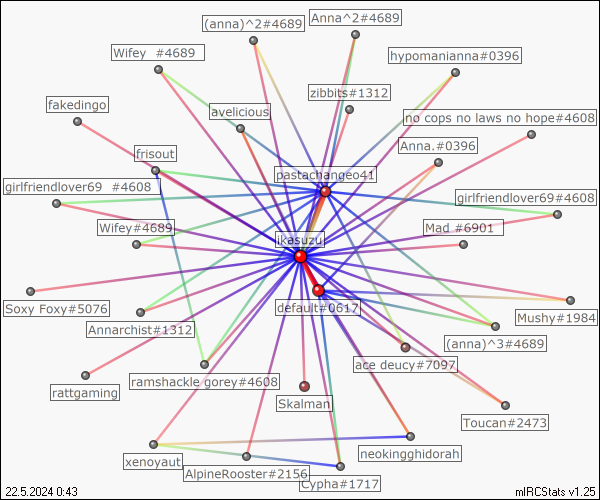 (anna)^2#4689
Anna^2#4689
Wifey  #4689
hypomanianna#0396
zibbits#1312
fakedingo
avelicious
no cops no laws no hope#4608
Anna.#0396
frisout
pastachangeo41
girlfriendlover69  #4608
girlfriendlover69#4608
Wifey#4689
Mad #6901
ikasuzu
Soxy Foxy#5076
default#0617
Mushy#1984
Annarchist#1312
(anna)^3#4689
ace deucy#7097
ramshackle gorey#4608
rattgaming
Skalman
Toucan#2473
neokingghidorah
xenoyaut
AlpineRooster#2156
Cypha#1717
22.5.2024 0:43
mIRCStats v1.25